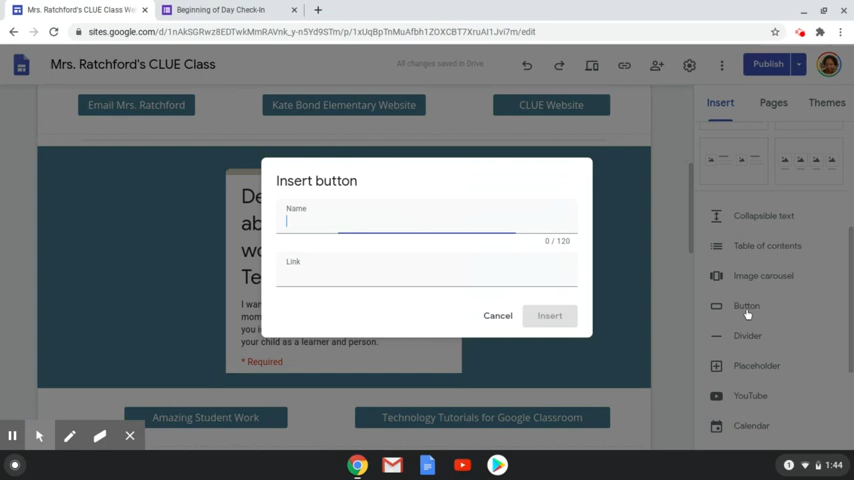 Mrs. Ratchford's CLUE Class We
Beginning of Day Check-In
sites.google.com/d/1nAkSGRwz8EDTwkMmRAVnk_y-n5Yd9STm/p/1xUqBpTnMuAfbh1ZOXCBT7XruAI1Jvi7m/edit
Mrs. Ratchford's CLUE Class
All changes saved in Drive
Publish
Email Mrs. Ratchford
Kate Bond Elementary Website
CLUE Website
Insert
Pages
Themes
De
ab
wo
Te
I wan
mom
you i
your child as a learner and person.
* Required
Insert button
Name
0 / 120
Link
Cancel
Insert
Collapsible text
Table of contents
Image carousel
Button
Divider
Placeholder
YouTube
Calendar
Amazing Student Work
Technology Tutorials for Google Classroom
1
1:44